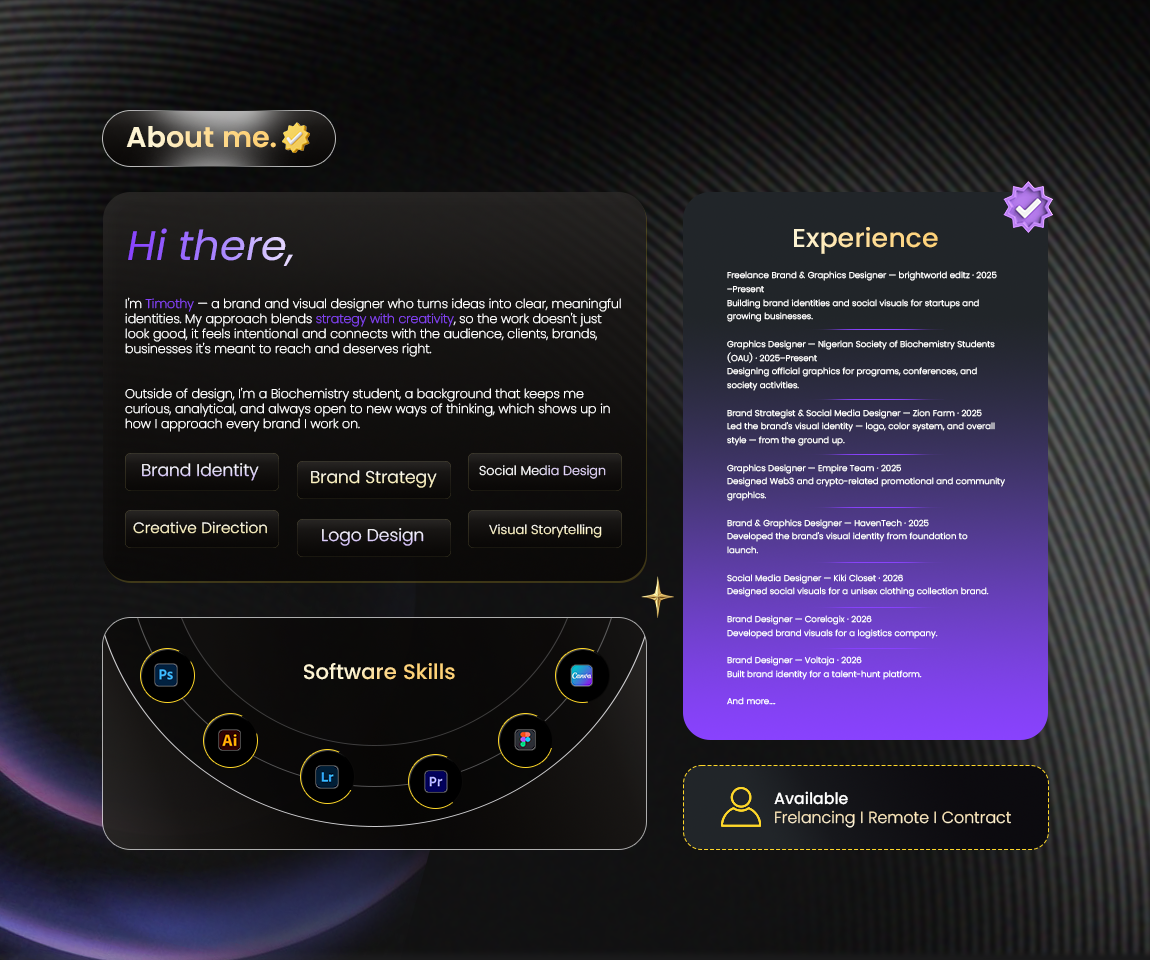 About me.
Hi there,
I'm Timothy — a brand and visual designer who turns ideas into clear, meaningful
identities. My approach blends strategy with creativity, so the work doesn't just
look good, it feels intentional and connects with the audience, clients, brands,
businesses it's meant to reach and deserves right.
Outside of design, I'm a Biochemistry student, a background that keeps me
curious, analytical, and always open to new ways of thinking, which shows up in
how I approach every brand I work on.
Brand Identity
Brand Strategy
Social Media Design
Creative Direction
Logo Design
Visual Storytelling
Software Skills
Ps
Ai
Lr
Pr
Canva
Experience
Freelance Brand & Graphics Designer — brightworld editz · 2025
–Present
Building brand identities and social visuals for startups and
growing businesses.
Graphics Designer — Nigerian Society of Biochemistry Students
(OAU) · 2025–Present
Designing official graphics for programs, conferences, and
society activities.
Brand Strategist & Social Media Designer — Zion Farm · 2025
Led the brand's visual identity — logo, color system, and overall
style — from the ground up.
Graphics Designer — Empire Team · 2025
Designed Web3 and crypto-related promotional and community
graphics.
Brand & Graphics Designer — HavenTech · 2025
Developed the brand's visual identity from foundation to
launch.
Social Media Designer — Kiki Closet · 2026
Designed social visuals for a unisex clothing collection brand.
Brand Designer — Corelogix · 2026
Developed brand visuals for a logistics company.
Brand Designer — Voltaja · 2026
Built brand identity for a talent-hunt platform.
And more...
Available
Frelancing I Remote I Contract